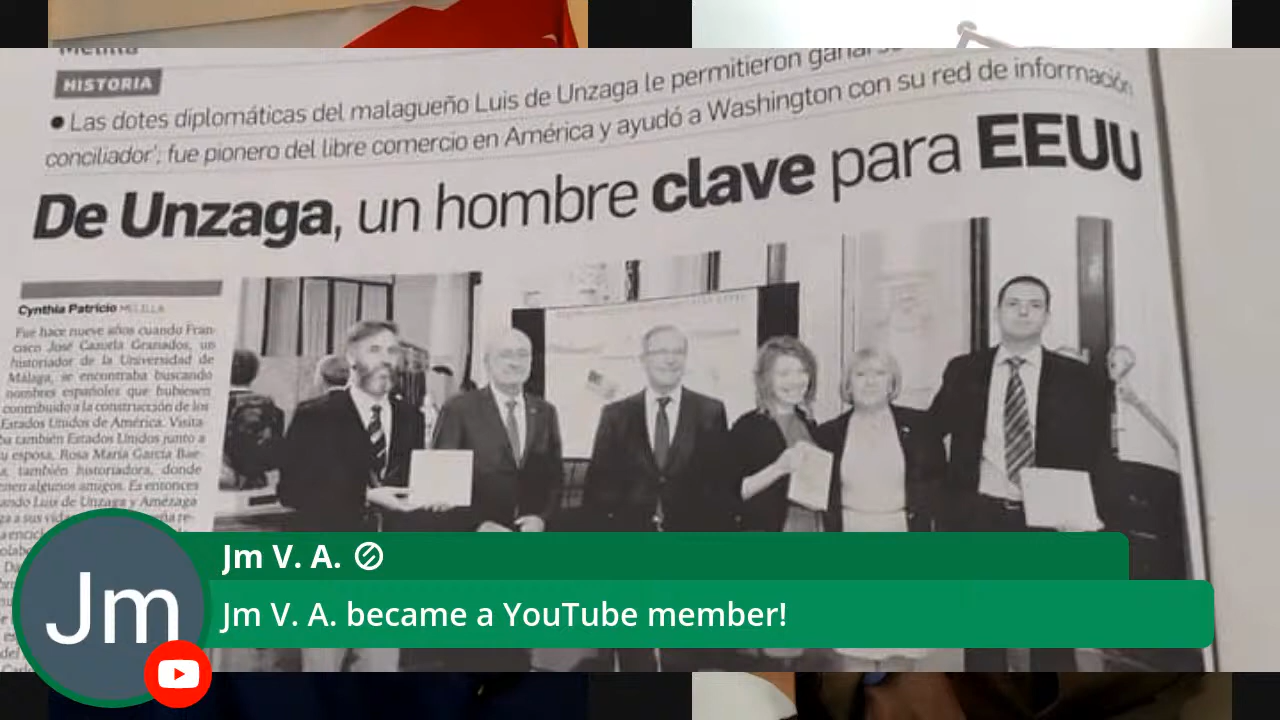 Melilla
HISTORIA
● Las dotes diplomáticas del malagueño Luis de Unzaga le permitieron
conciliador'; fue pionero del libre comercio en América y ayudó a Washington con su red de información
De Unzaga, un hombre clave para EEUU
Cynthia Patricio MELILLA
Fue hace nueve años cuando Fran-
cisco José Cazorla Granados, un
historiador de la Universidad de
Málaga, se encontraba buscando
nombres españoles que hubiesen
contribuido a la construcción de los
Estados Unidos de América. Visita-
ba también Estados Unidos junto a
u esposa, Rosa María García Bae-
a, también historiadora, donde
enen algunos amigos. Es entonces
ando Luis de Unzaga y Amézaga
Jm V. A.
Jm V. A. became a YouTube member!
Jm